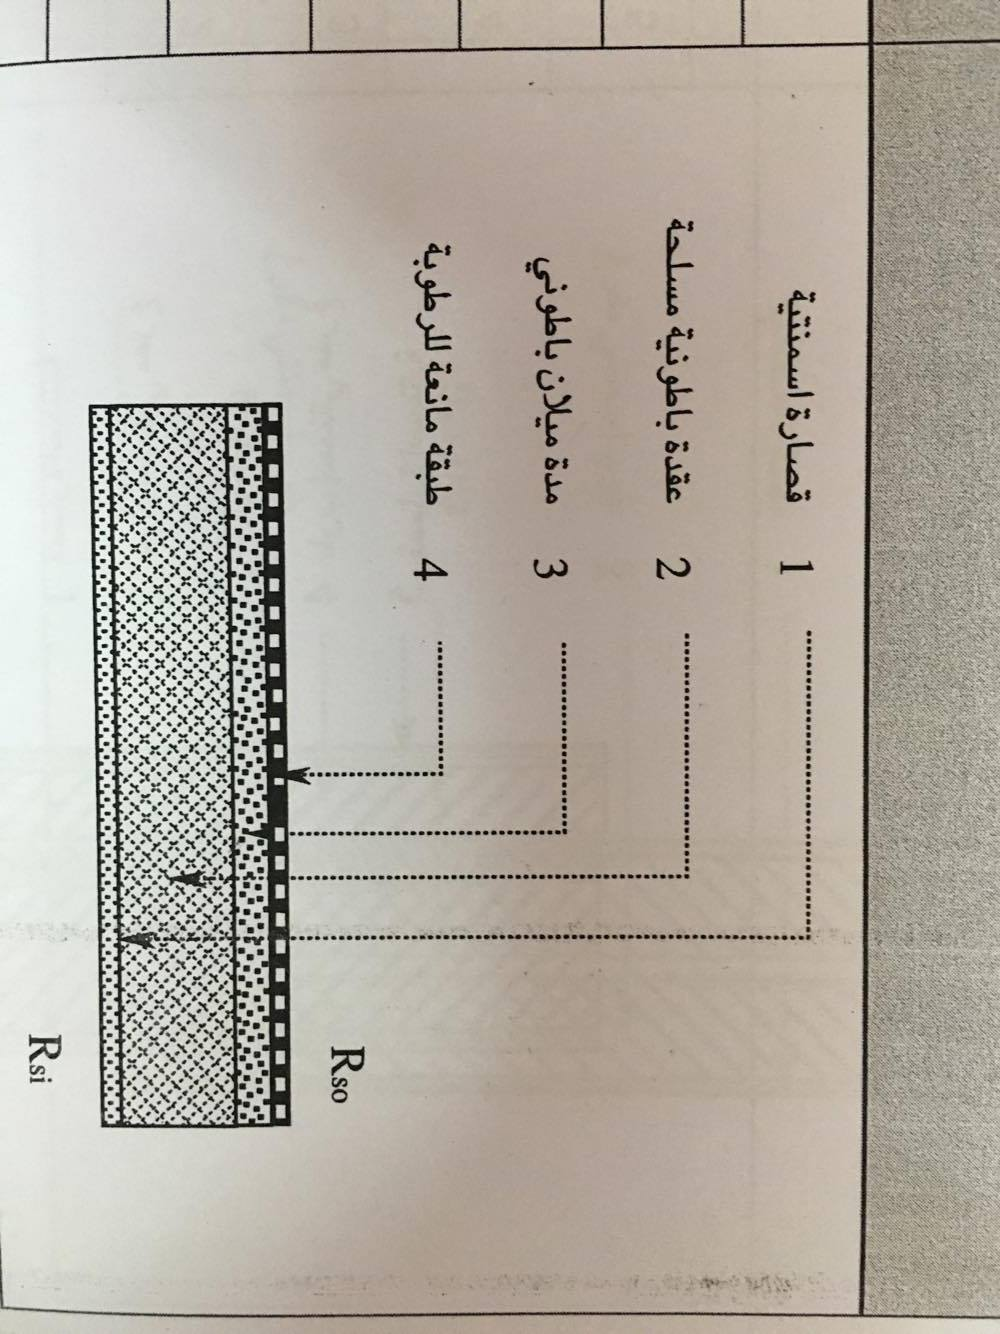 1 قصارة اسمنتية
2 عقدة باطونية مسلحة
3 مدة ميلان باطوني
4 طبقة مانعة للرطوبة
Rso
Rsi